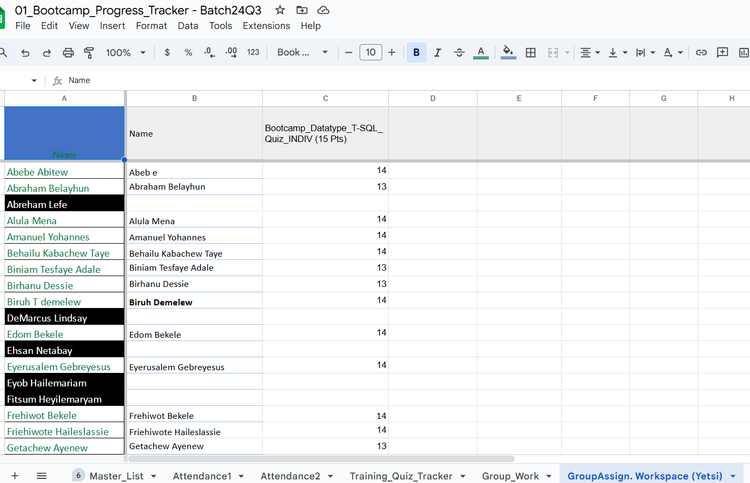 01_Bootcamp_Progress_Tracker - Batch24Q3
File Edit View Insert Format Data Tools Extensions Help
100% $ % .0 .00 123 Book ... − 10 + B I S A
fx Name
A B C D E F G H
Name Name Bootcamp_Datatype_T-SQL_
Quiz_INDIV (15 Pts)
Abebe Abitew Abeb e 14
Abraham Belayhun Abraham Belayhun 13
Abreham Lefe
Alula Mena Alula Mena 14
Amanuel Yohannes Amanuel Yohannes 14
Behailu Kabachew Taye Behailu Kabachew Taye 14
Biniam Tesfaye Adale Biniam Tesfaye Adale 13
Birhanu Dessie Birhanu Dessie 13
Biruh T demelew Biruh Demelew 14
DeMarcus Lindsay
Edom Bekele Edom Bekele 14
Ehsan Netabay
Eyerusalem Gebreyesus Eyerusalem Gebreyesus 14
Eyob Hailemariam
Fitsum Heyilemaryam
Frehiwot Bekele Frehiwot Bekele 14
Friehiwote Haileslassie Friehiwote Haileslassie 14
Getachew Ayenew Getachew Ayenew 13
6 Master_List Attendance1 Attendance2 Training_Quiz_Tracker Group_Work GroupAssign. Workspace (Yetsi)